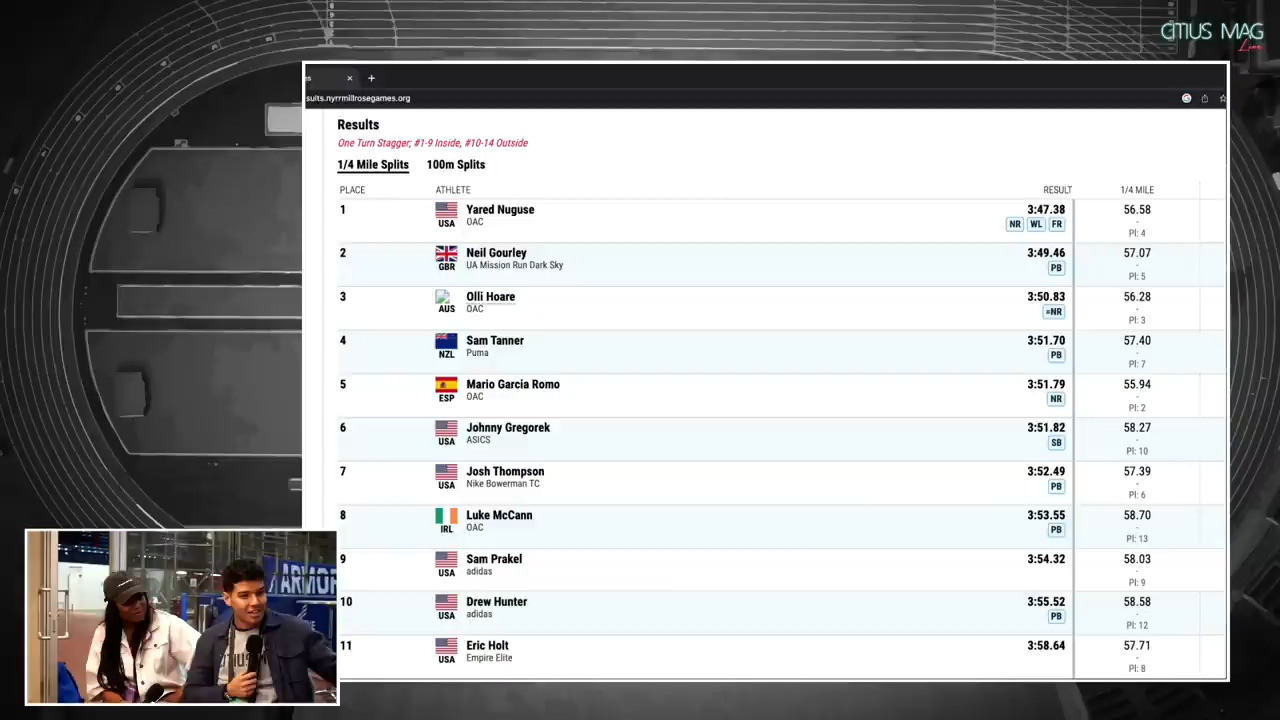 CITIUS MAG
Live
es × +
suits.nyrrmillrosegames.org
Results
One Turn Stagger; #1-9 Inside, #10-14 Outside
1/4 Mile Splits 100m Splits
PLACE ATHLETE RESULT 1/4 MILE
1 Yared Nuguse 3:47.38 56.58
USA OAC NR WL FR -
Pl: 4
2 Neil Gourley 3:49.46 57.07
GBR UA Mission Run Dark Sky PB -
Pl: 5
3 Olli Hoare 3:50.83 56.28
AUS OAC =NR -
Pl: 3
4 Sam Tanner 3:51.70 57.40
NZL Puma PB -
Pl: 7
5 Mario Garcia Romo 3:51.79 55.94
ESP OAC NR -
Pl: 2
6 Johnny Gregorek 3:51.82 58.27
USA ASICS SB -
Pl: 10
7 Josh Thompson 3:52.49 57.39
USA Nike Bowerman TC PB -
Pl: 6
8 Luke McCann 3:53.55 58.70
IRL OAC PB -
Pl: 13
9 Sam Prakel 3:54.32 58.03
USA adidas -
Pl: 9
10 Drew Hunter 3:55.52 58.58
USA adidas PB -
Pl: 12
11 Eric Holt 3:58.64 57.71
USA Empire Elite -
Pl: 8
ARMOR